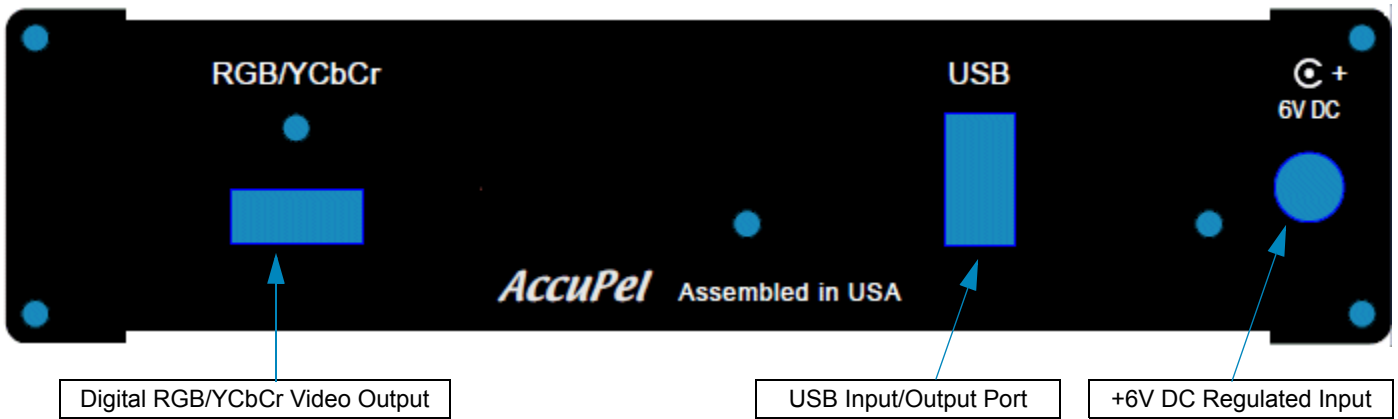 RGB/YCbCr
USB
+
6V DC
AccuPel Assembled in USA
Digital RGB/YCbCr Video Output
USB Input/Output Port
+6V DC Regulated Input